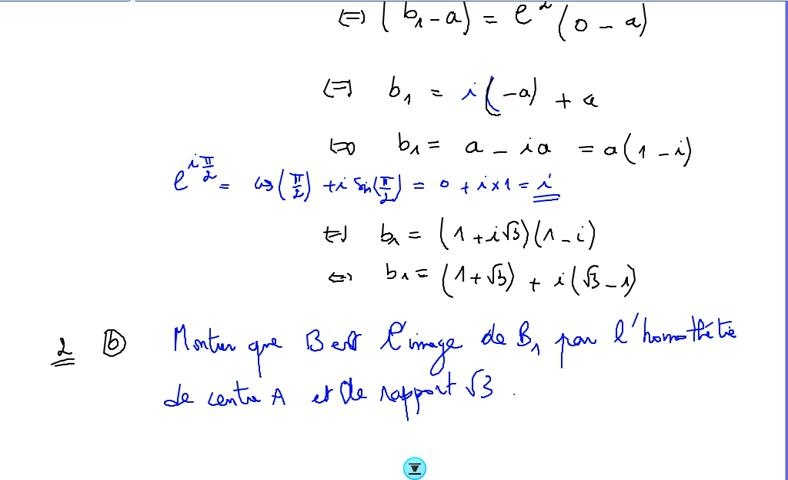 ⇔ (b₁ - a) = e^i (0 - a)
⇔ b₁ = i(-a) + a
⇔ b₁ = a - ia = a(1 - i)
e^{iπ/2} = cos(π/2) + i sin(π/2) = 0 + i×1 = i
⇔ b₁ = (1 + i√3)(1 - i)
⇔ b₁ = (1 + √3) + i(√3 - 1)
2 ⓑ Montrer que B est l'image de B₁ par l'homothétie
de centre A et de rapport √3.